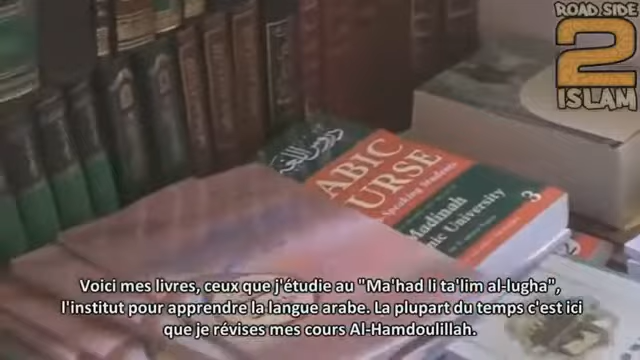 ROAD SIDE
2
ISLAM
ABIC
URSE
Speaking Students
Madinah
ic University
3
Voici mes livres, ceux que j'étudie au "Ma'had li ta'lim al-lugha",
l'institut pour apprendre la langue arabe. La plupart du temps c'est ici
que je révises mes cours Al-Hamdoulillah.